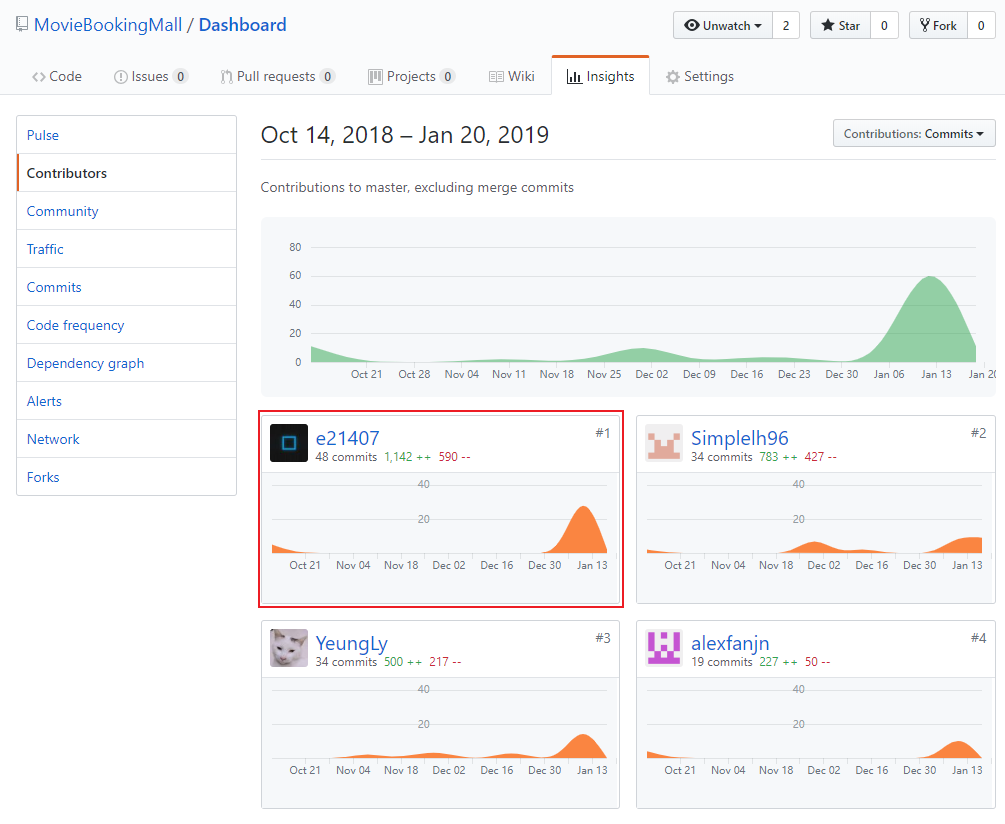 MovieBookingMall / Dashboard
Unwatch 2 Star 0 Fork 0
Code Issues 0 Pull requests 0 Projects 0 Wiki Insights Settings
Pulse
Contributors
Community
Traffic
Commits
Code frequency
Dependency graph
Alerts
Network
Forks
Oct 14, 2018 – Jan 20, 2019
Contributions: Commits
Contributions to master, excluding merge commits
80
60
40
20
0
Oct 21 Oct 28 Nov 04 Nov 11 Nov 18 Nov 25 Dec 02 Dec 09 Dec 16 Dec 23 Dec 30 Jan 06 Jan 13 Jan 20
e21407 #1
48 commits 1,142 ++ 590 --
40
20
Oct 21 Nov 04 Nov 18 Dec 02 Dec 16 Dec 30 Jan 13
Simplelh96 #2
34 commits 783 ++ 427 --
40
20
Oct 21 Nov 04 Nov 18 Dec 02 Dec 16 Dec 30 Jan 13
YeungLy #3
34 commits 500 ++ 217 --
40
20
Oct 21 Nov 04 Nov 18 Dec 02 Dec 16 Dec 30 Jan 13
alexfanjn #4
19 commits 227 ++ 50 --
40
20
Oct 21 Nov 04 Nov 18 Dec 02 Dec 16 Dec 30 Jan 13